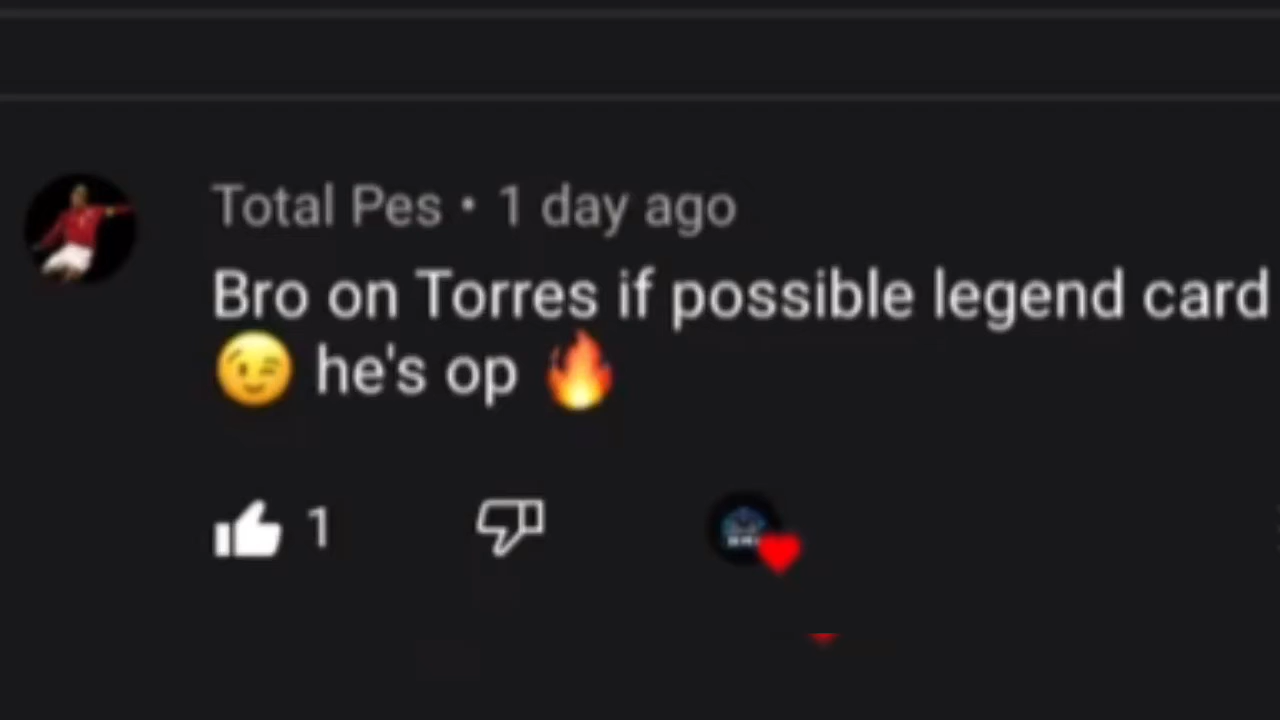 Total Pes • 1 day ago
Bro on Torres if possible legend card
😉 he's op 🔥
1